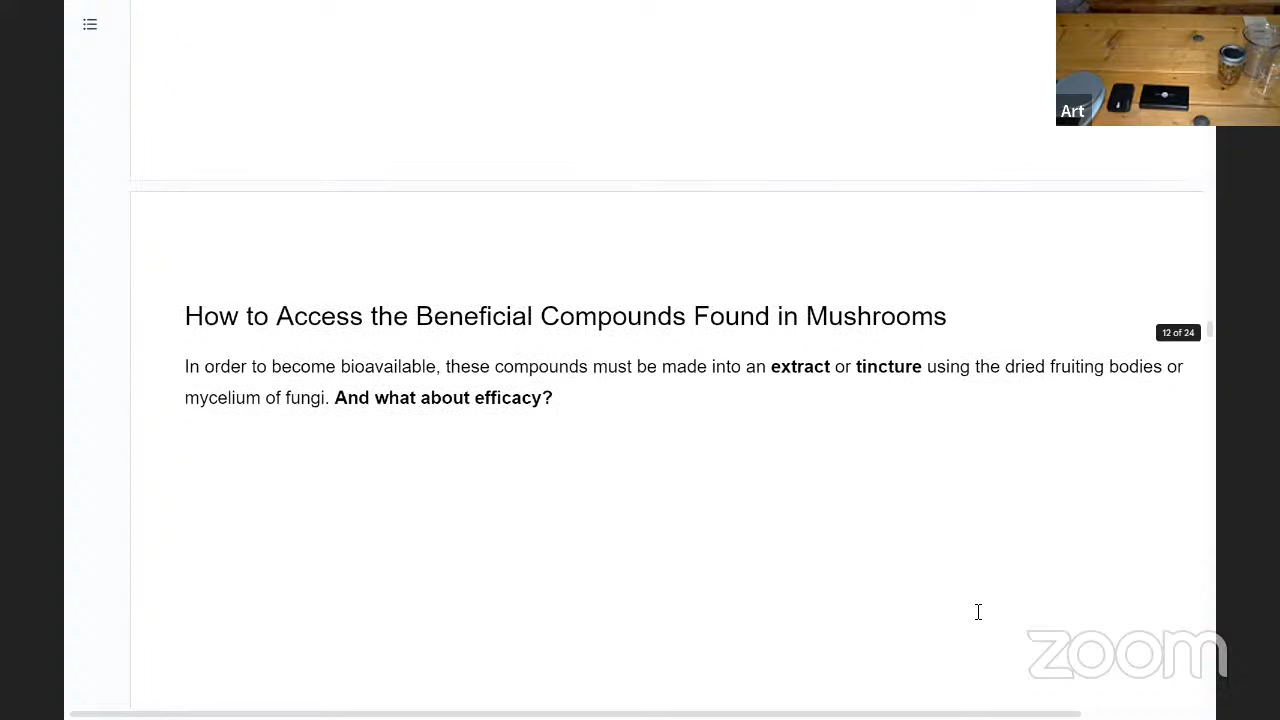 Art
How to Access the Beneficial Compounds Found in Mushrooms
12 of 24
In order to become bioavailable, these compounds must be made into an extract or tincture using the dried fruiting bodies or
mycelium of fungi. And what about efficacy?
zoom